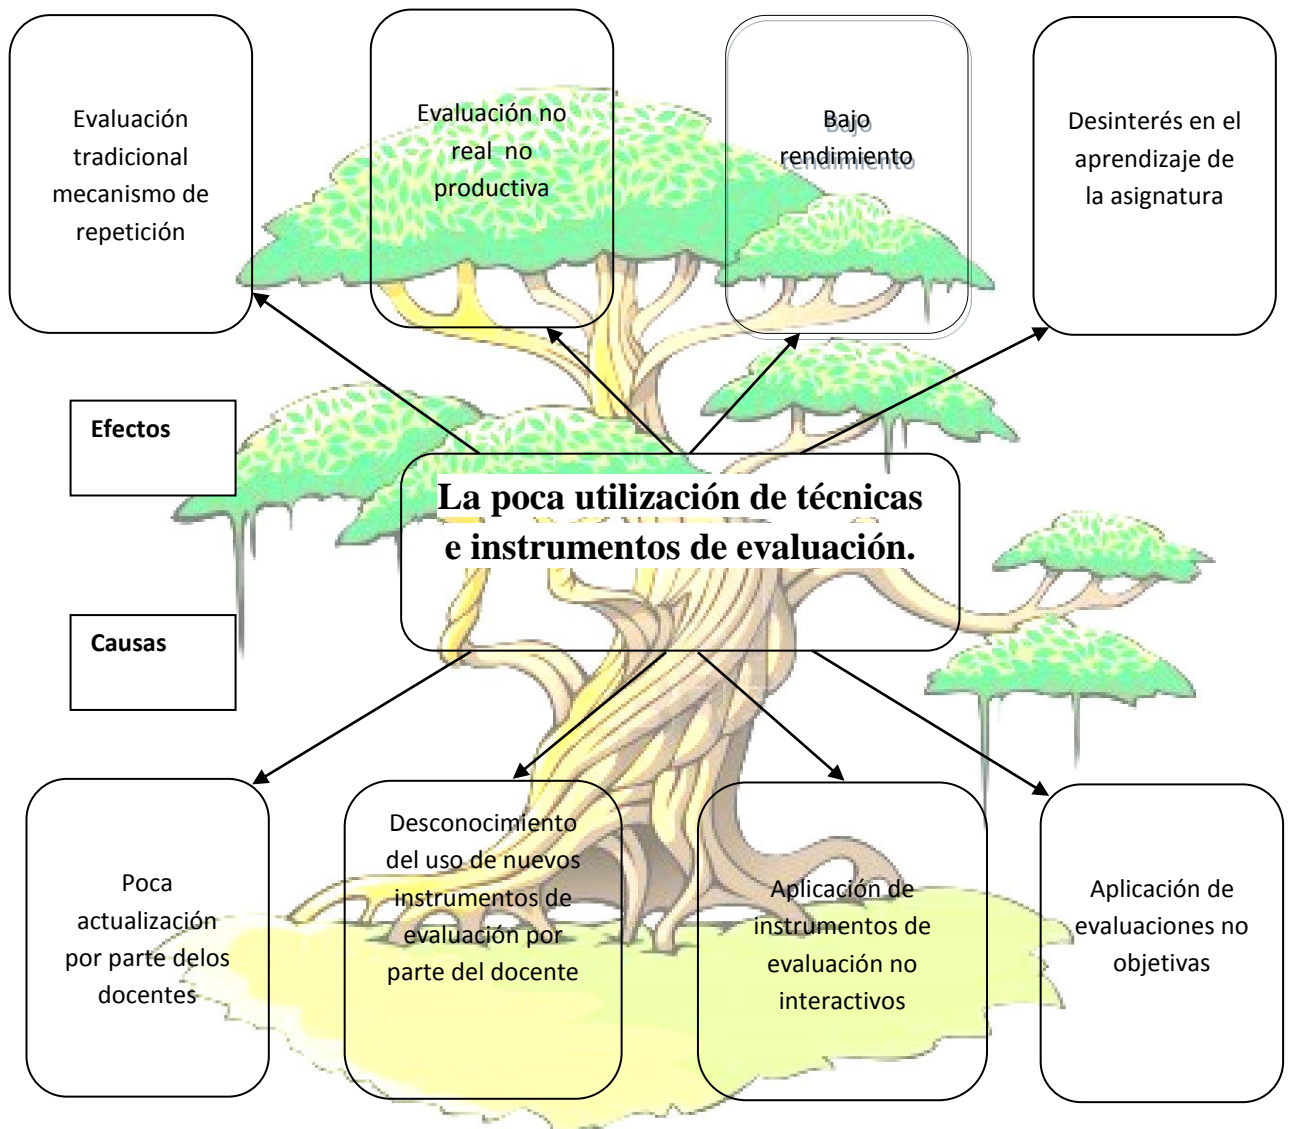 Evaluación
tradicional
mecanismo de
repetición
Evaluación no
real no
productiva
Bajo
rendimiento
Desinterés en el
aprendizaje de
la asignatura
Efectos
La poca utilización de técnicas
e instrumentos de evaluación.
Causas
Poca
actualización
por parte delos
docentes
Desconocimiento
del uso de nuevos
instrumentos de
evaluación por
parte del docente
Aplicación de
instrumentos de
evaluación no
interactivos
Aplicación de
evaluaciones no
objetivas